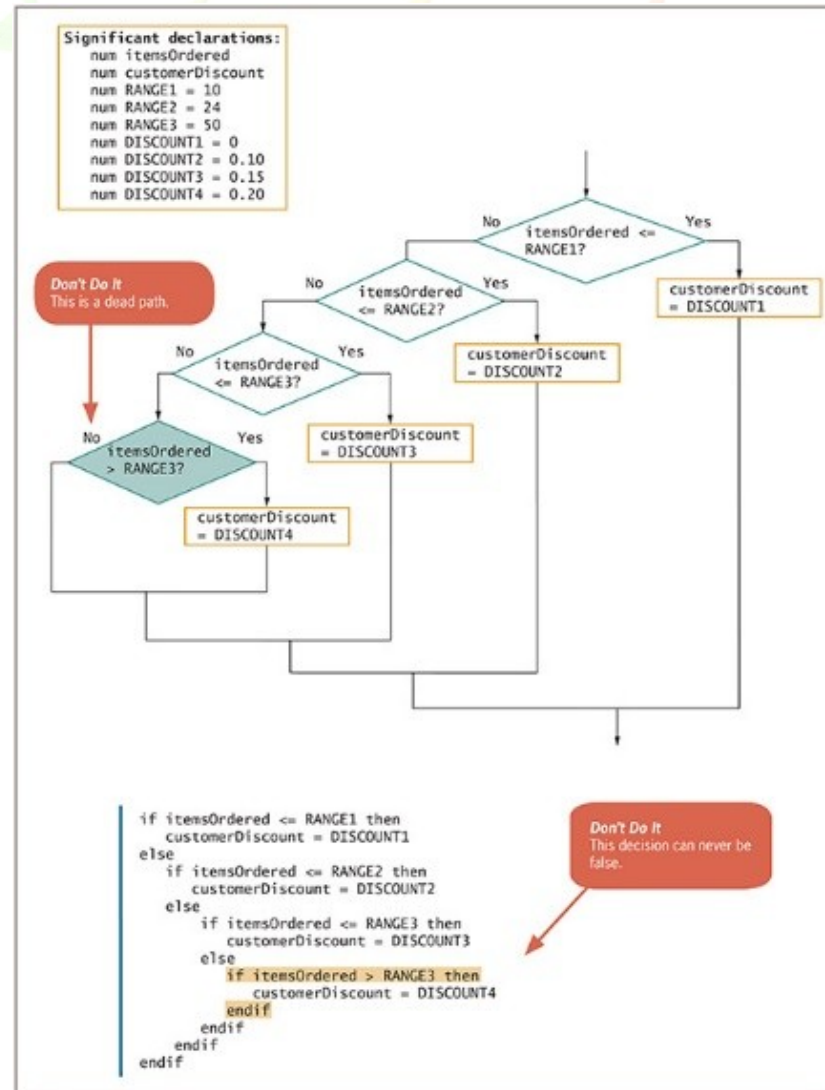 Significant declarations:
num itemsOrdered
num customerDiscount
num RANGE1 = 10
num RANGE2 = 24
num RANGE3 = 50
num DISCOUNT1 = 0
num DISCOUNT2 = 0.10
num DISCOUNT3 = 0.15
num DISCOUNT4 = 0.20
No
itemsOrdered <=
RANGE1?
Yes
customerDiscount
= DISCOUNT1
No
itemsOrdered
<= RANGE2?
Yes
customerDiscount
= DISCOUNT2
Don't Do It
This is a dead path.
No
itemsOrdered
<= RANGE3?
Yes
customerDiscount
= DISCOUNT3
No
itemsOrdered
> RANGE3?
Yes
customerDiscount
= DISCOUNT4
if itemsOrdered <= RANGE1 then
customerDiscount = DISCOUNT1
else
if itemsOrdered <= RANGE2 then
customerDiscount = DISCOUNT2
else
if itemsOrdered <= RANGE3 then
customerDiscount = DISCOUNT3
else
if itemsOrdered > RANGE3 then
customerDiscount = DISCOUNT4
endif
endif
endif
endif
Don't Do It
This decision can never be
false.